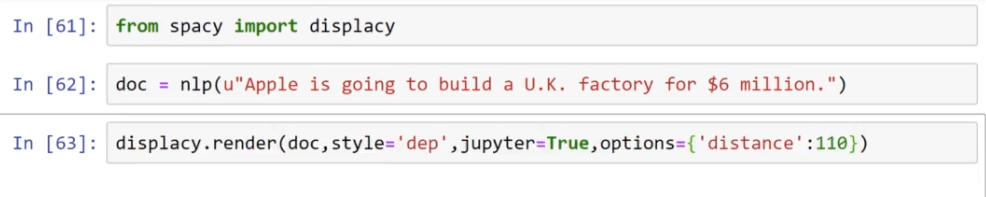 In [61]: from spacy import displacy
In [62]: doc = nlp(u"Apple is going to build a U.K. factory for $6 million.")
In [63]: displacy.render(doc,style='dep',jupyter=True,options={'distance':110})